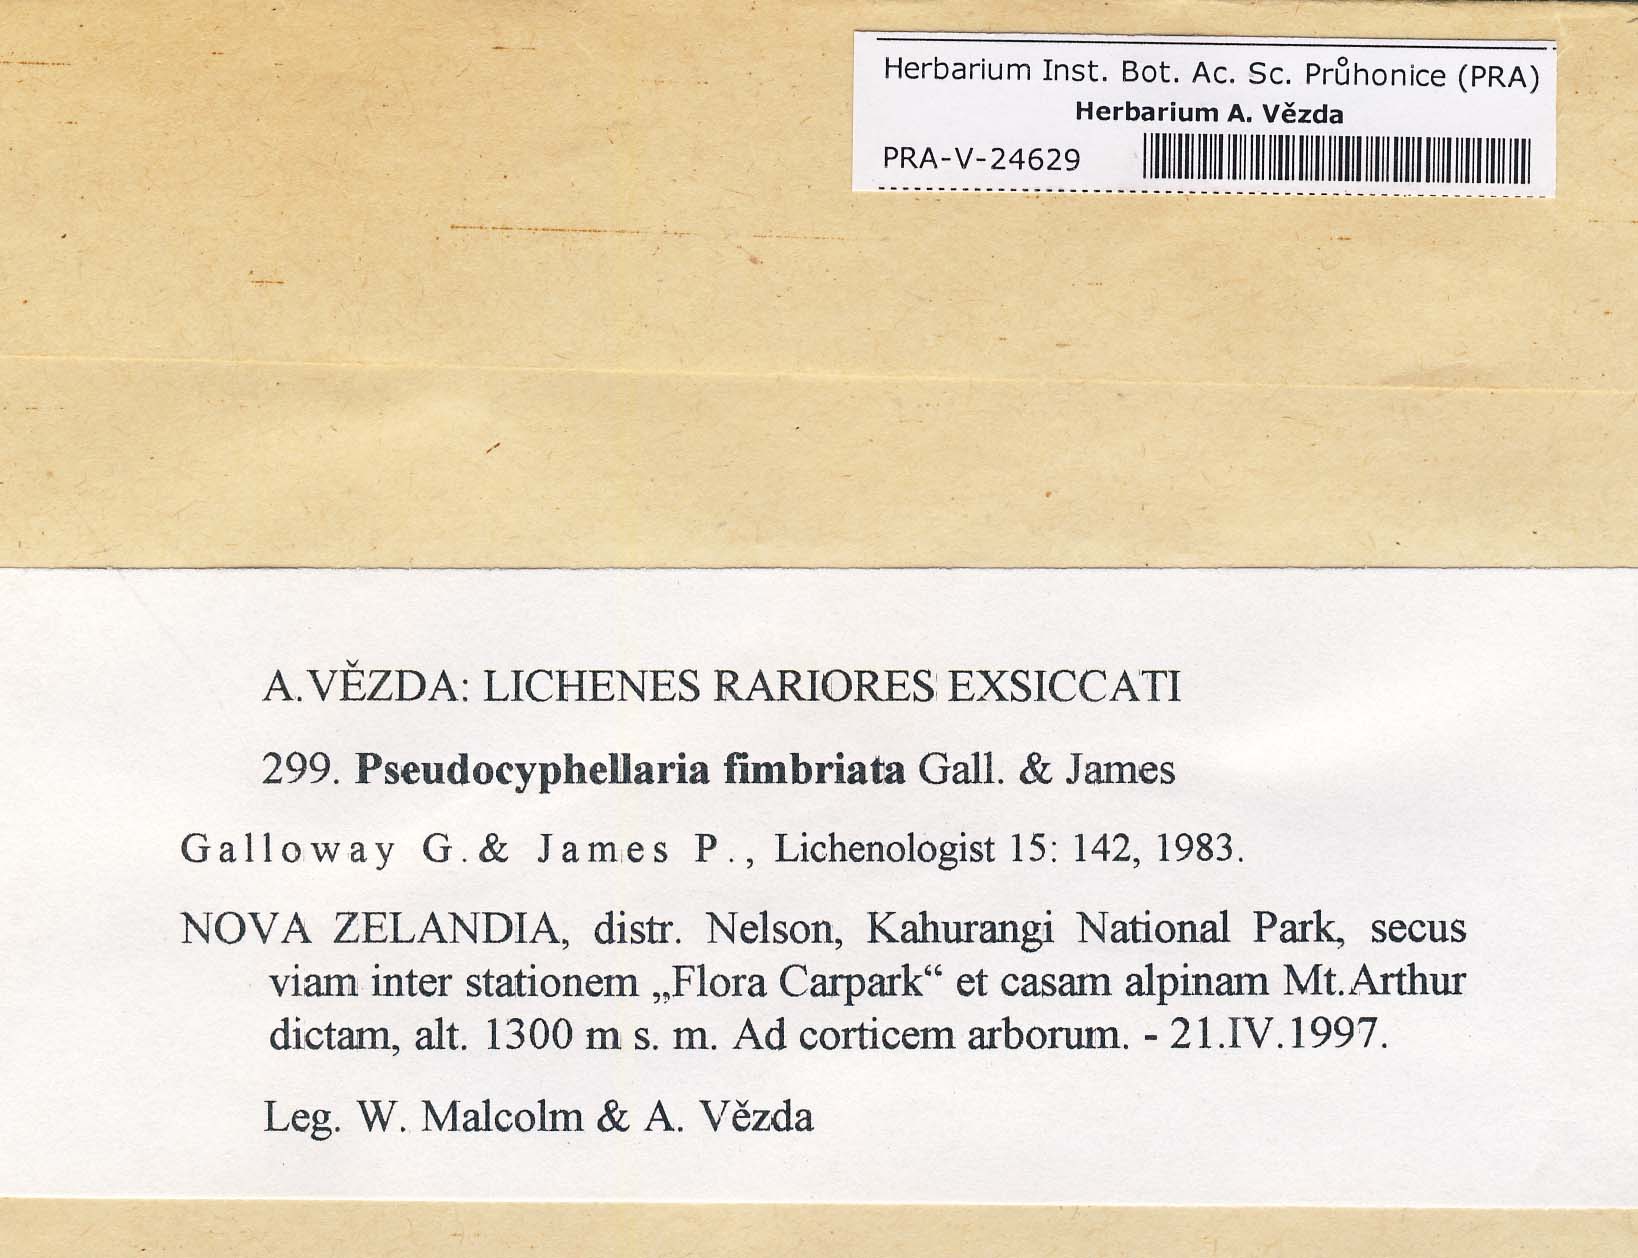 Herbarium Inst. Bot. Ac. Sc. Průhonice (PRA)
Herbarium A. Vězda
PRA-V-24629
A.VĚZDA: LICHENES RARIORES EXSICCATI
299. Pseudocyphellaria fimbriata Gall. & James
Galloway G.& James P., Lichenologist 15: 142, 1983.
NOVA ZELANDIA, distr. Nelson, Kahurangi National Park, secus
viam inter stationem „Flora Carpark“ et casam alpinam Mt.Arthur
dictam, alt. 1300 m s. m. Ad corticem arborum. - 21.IV.1997.
Leg. W. Malcolm & A. Vězda